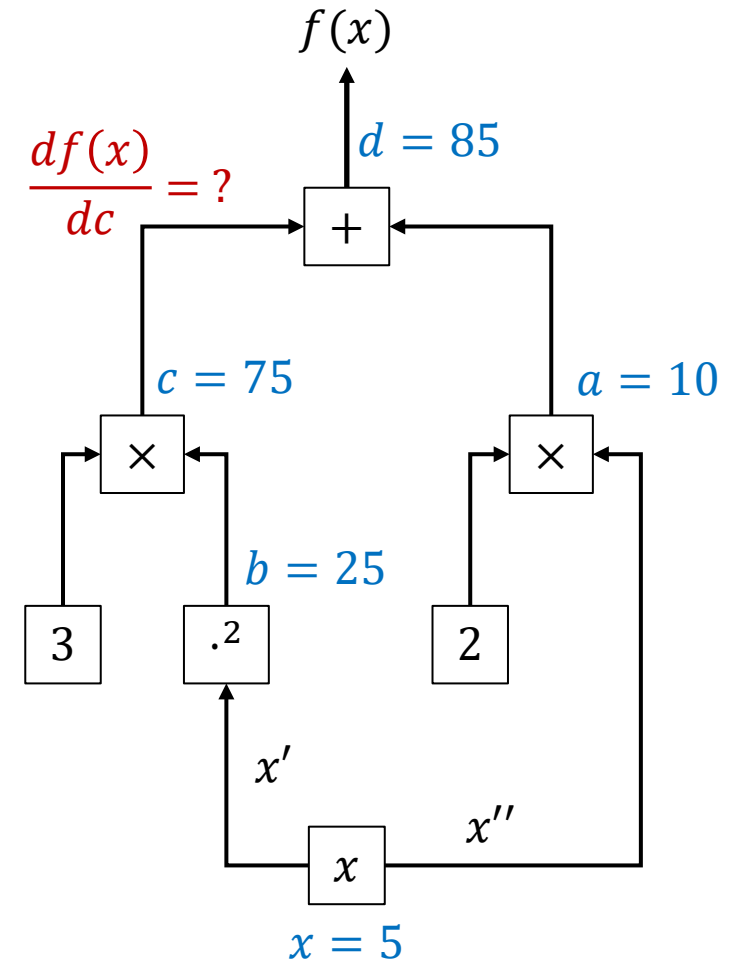 f(x)
d = 85
df(x)/dc = ?
+
c = 75
a = 10
×
×
b = 25
3
.²
2
x′
x′′
x
x = 5